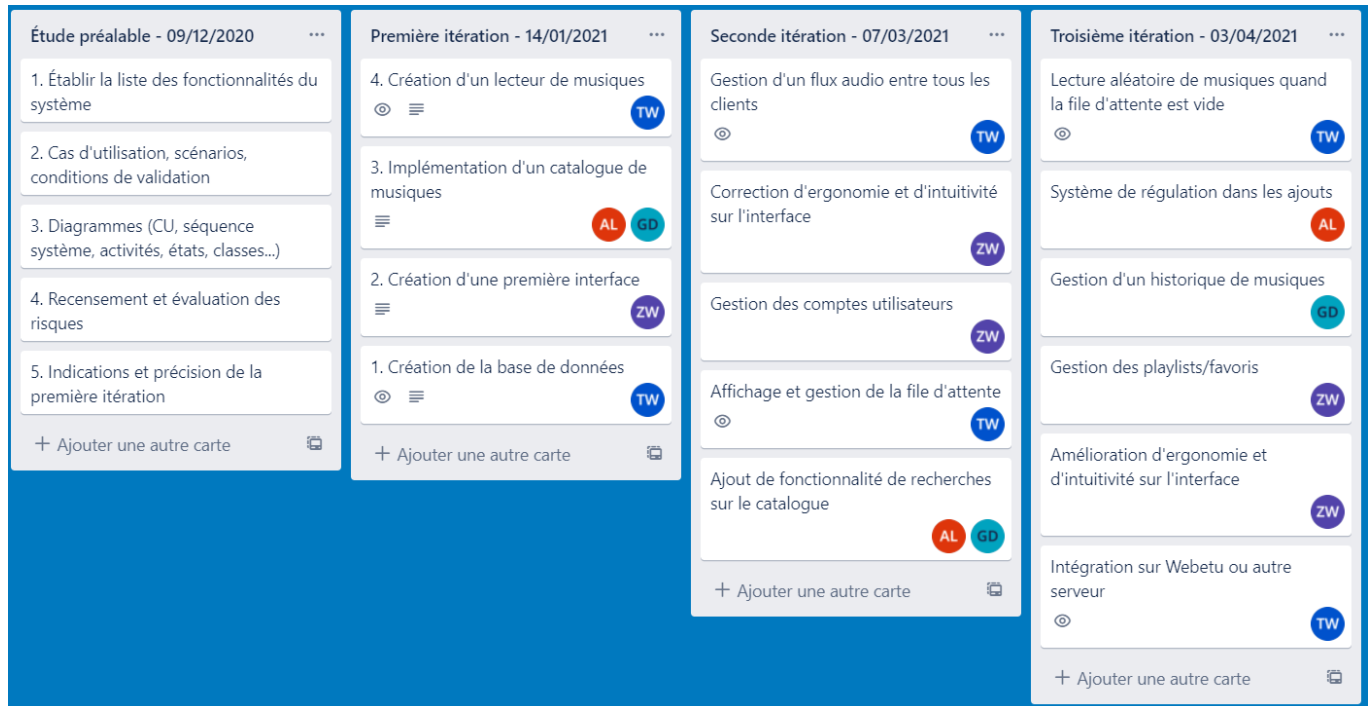 Étude préalable - 09/12/2020
1. Établir la liste des fonctionnalités du
système
2. Cas d'utilisation, scénarios,
conditions de validation
3. Diagrammes (CU, séquence
système, activités, états, classes...)
4. Recensement et évaluation des
risques
5. Indications et précision de la
première itération
+ Ajouter une autre carte
Première itération - 14/01/2021
4. Création d'un lecteur de musiques
TW
3. Implémentation d'un catalogue de
musiques
AL GD
2. Création d'une première interface
ZW
1. Création de la base de données
TW
+ Ajouter une autre carte
Seconde itération - 07/03/2021
Gestion d'un flux audio entre tous les
clients
TW
Correction d'ergonomie et d'intuitivité
sur l'interface
ZW
Gestion des comptes utilisateurs
ZW
Affichage et gestion de la file d'attente
TW
Ajout de fonctionnalité de recherches
sur le catalogue
AL GD
+ Ajouter une autre carte
Troisième itération - 03/04/2021
Lecture aléatoire de musiques quand
la file d'attente est vide
TW
Système de régulation dans les ajouts
AL
Gestion d'un historique de musiques
GD
Gestion des playlists/favoris
ZW
Amélioration d'ergonomie et
d'intuitivité sur l'interface
ZW
Intégration sur Webetu ou autre
serveur
TW
+ Ajouter une autre carte